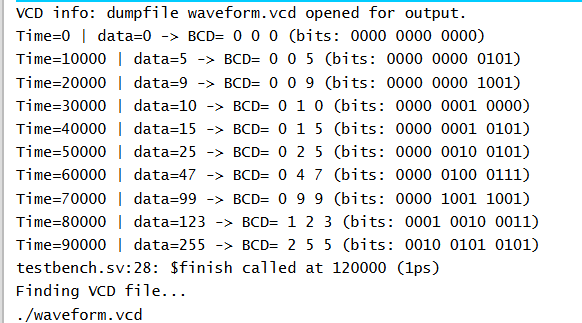 VCD info: dumpfile waveform.vcd opened for output.
Time=0 | data=0 -> BCD= 0 0 0 (bits: 0000 0000 0000)
Time=10000 | data=5 -> BCD= 0 0 5 (bits: 0000 0000 0101)
Time=20000 | data=9 -> BCD= 0 0 9 (bits: 0000 0000 1001)
Time=30000 | data=10 -> BCD= 0 1 0 (bits: 0000 0001 0000)
Time=40000 | data=15 -> BCD= 0 1 5 (bits: 0000 0001 0101)
Time=50000 | data=25 -> BCD= 0 2 5 (bits: 0000 0010 0101)
Time=60000 | data=47 -> BCD= 0 4 7 (bits: 0000 0100 0111)
Time=70000 | data=99 -> BCD= 0 9 9 (bits: 0000 1001 1001)
Time=80000 | data=123 -> BCD= 1 2 3 (bits: 0001 0010 0011)
Time=90000 | data=255 -> BCD= 2 5 5 (bits: 0010 0101 0101)
testbench.sv:28: $finish called at 120000 (1ps)
Finding VCD file...
./waveform.vcd